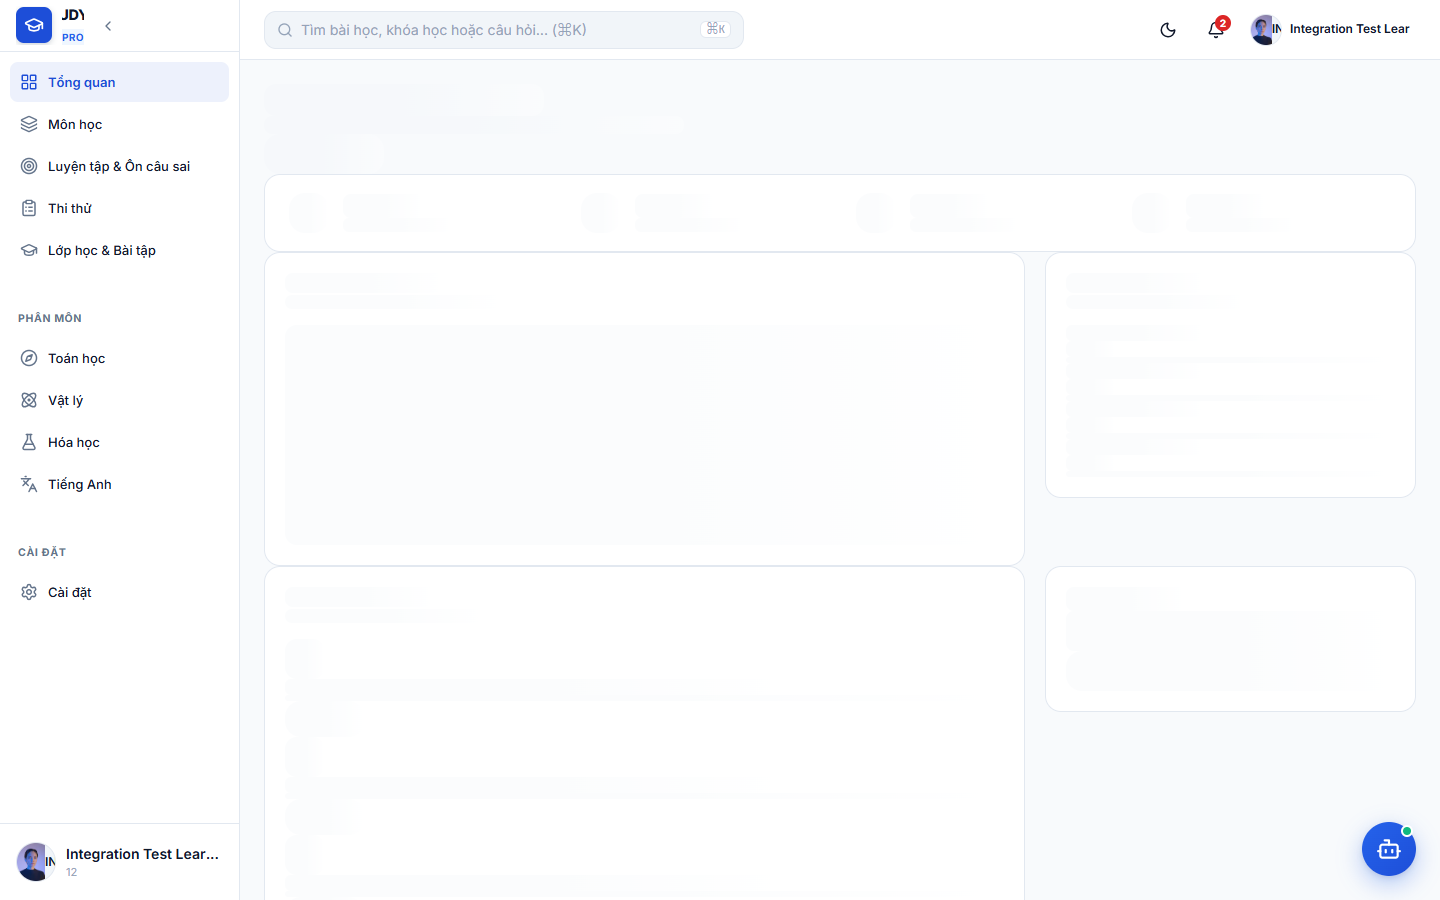 PRO
Tìm bài học, khóa học hoặc câu hỏi... (⌘K)
⌘K
2
Integration Test Lear
Tổng quan
Môn học
Luyện tập & Ôn câu sai
Thi thử
Lớp học & Bài tập
PHÂN MÔN
Toán học
Vật lý
Hóa học
Tiếng Anh
CÀI ĐẶT
Cài đặt
Integration Test Lear...
12